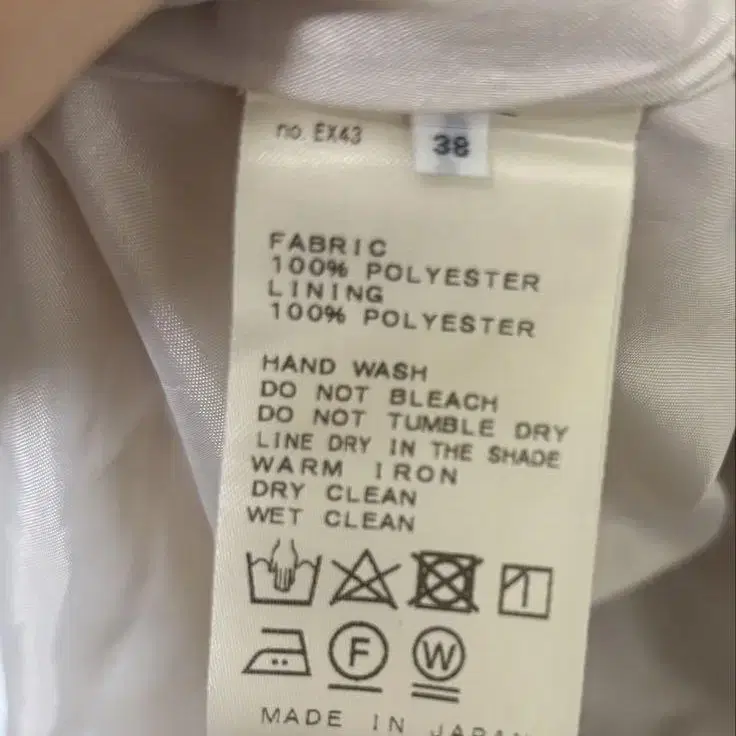 no. EX43
38
FABRIC
100% POLYESTER
LINING
100% POLYESTER
HAND WASH
DO NOT BLEACH
DO NOT TUMBLE DRY
LINE DRY IN THE SHADE
WARM IRON
DRY CLEAN
WET CLEAN
F
W
MADE IN JAPAN